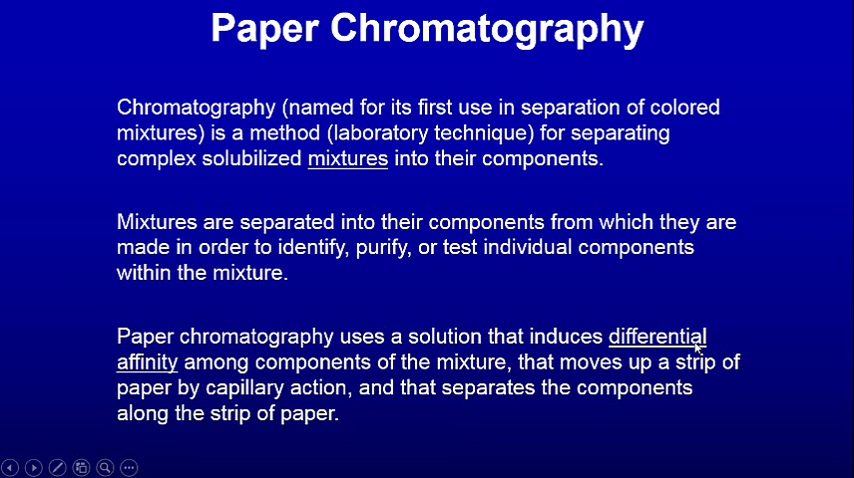 Paper Chromatography
Chromatography (named for its first use in separation of colored
mixtures) is a method (laboratory technique) for separating
complex solubilized mixtures into their components.
Mixtures are separated into their components from which they are
made in order to identify, purify, or test individual components
within the mixture.
Paper chromatography uses a solution that induces differential
affinity among components of the mixture, that moves up a strip of
paper by capillary action, and that separates the components
along the strip of paper.